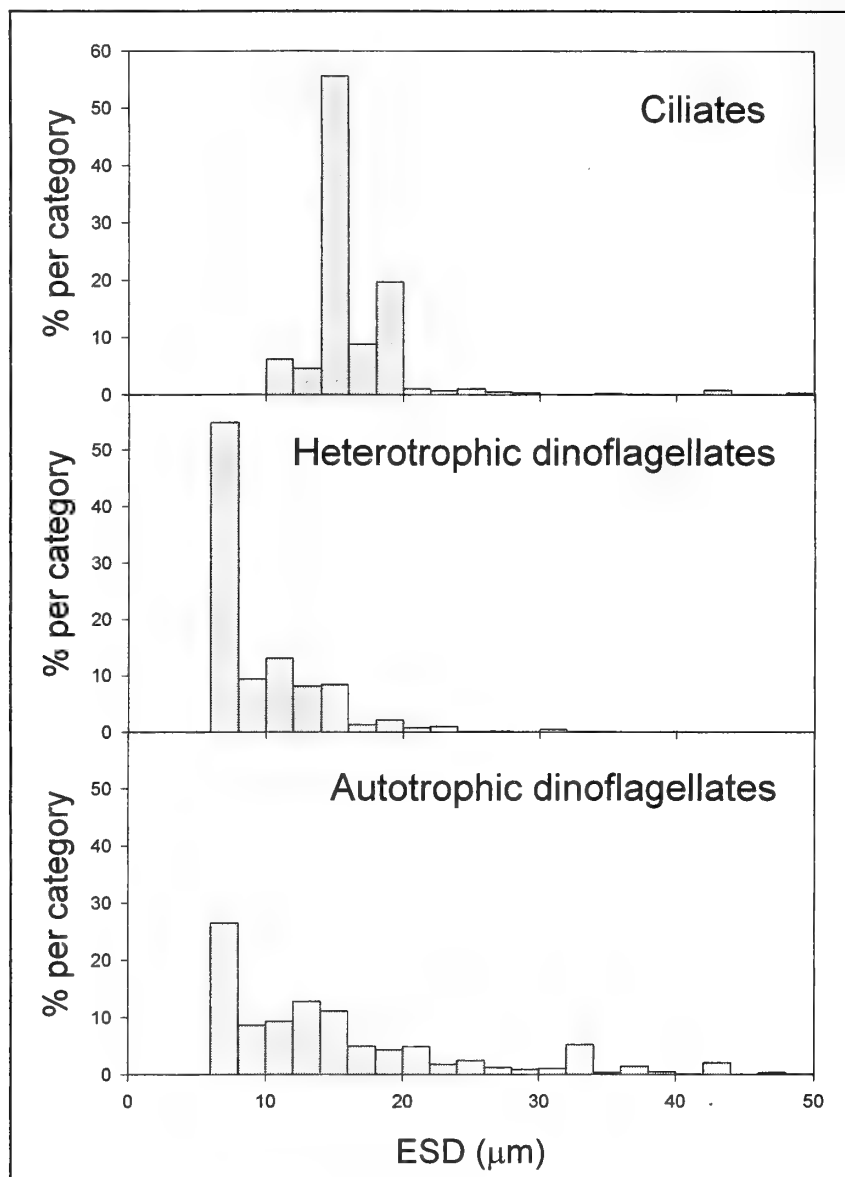 Ciliates
% per category
60
50
40
30
20
10
0
Heterotrophic dinoflagellates
% per category
50
40
30
20
10
0
Autotrophic dinoflagellates
% per category
50
40
30
20
10
0
0 10 20 30 40 50
ESD (μm)